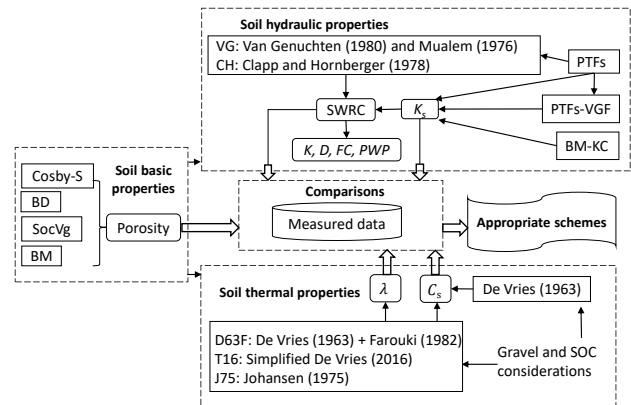 Soil hydraulic properties
VG: Van Genuchten (1980) and Mualem (1976)
CH: Clapp and Hornberger (1978)
PTFs
SWRC
Ks
PTFs-VGF
K, D, FC, PWP
BM-KC
Soil basic
properties
Cosby-S
BD
SocVg
BM
Porosity
Comparisons
Measured data
Appropriate schemes
Soil thermal properties
λ
Cs
De Vries (1963)
D63F: De Vries (1963) + Farouki (1982)
T16: Simplified De Vries (2016)
J75: Johansen (1975)
Gravel and SOC
considerations